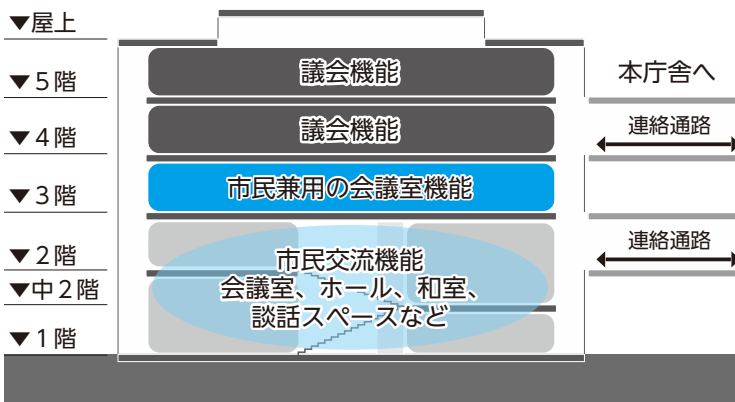 ▼屋上
▼5階
議会機能
本庁舎へ
▼4階
議会機能
連絡通路
▼3階
市民兼用の会議室機能
▼2階
連絡通路
▼中2階
▼1階
市民交流機能
会議室、ホール、和室、
談話スペースなど